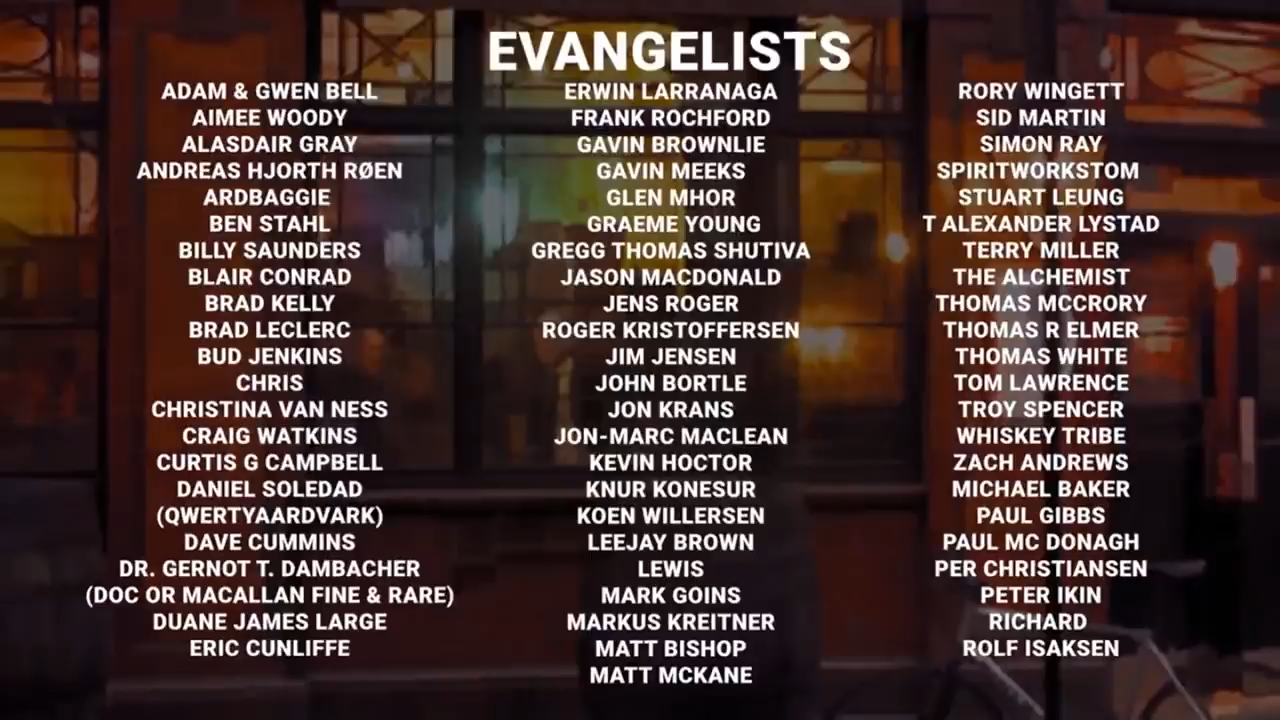 EVANGELISTS
ADAM & GWEN BELL
AIMEE WOODY
ALASDAIR GRAY
ANDREAS HJORTH RØEN
ARDBAGGIE
BEN STAHL
BILLY SAUNDERS
BLAIR CONRAD
BRAD KELLY
BRAD LECLERC
BUD JENKINS
CHRIS
CHRISTINA VAN NESS
CRAIG WATKINS
CURTIS G CAMPBELL
DANIEL SOLEDAD
(QWERTYAARDVARK)
DAVE CUMMINS
DR. GERNOT T. DAMBACHER
(DOC OR MACALLAN FINE & RARE)
DUANE JAMES LARGE
ERIC CUNLIFFE
ERWIN LARRANAGA
FRANK ROCHFORD
GAVIN BROWNLIE
GAVIN MEEKS
GLEN MHOR
GRAEME YOUNG
GREGG THOMAS SHUTIVA
JASON MACDONALD
JENS ROGER
ROGER KRISTOFFERSEN
JIM JENSEN
JOHN BORTLE
JON KRANS
JON-MARC MACLEAN
KEVIN HOCTOR
KNUR KONESUR
KOEN WILLERSEN
LEEJAY BROWN
LEWIS
MARK GOINS
MARKUS KREITNER
MATT BISHOP
MATT MCKANE
RORY WINGETT
SID MARTIN
SIMON RAY
SPIRITWORKSTOM
STUART LEUNG
T ALEXANDER LYSTAD
TERRY MILLER
THE ALCHEMIST
THOMAS MCCRORY
THOMAS R ELMER
THOMAS WHITE
TOM LAWRENCE
TROY SPENCER
WHISKEY TRIBE
ZACH ANDREWS
MICHAEL BAKER
PAUL GIBBS
PAUL MC DONAGH
PER CHRISTIANSEN
PETER IKIN
RICHARD
ROLF ISAKSEN